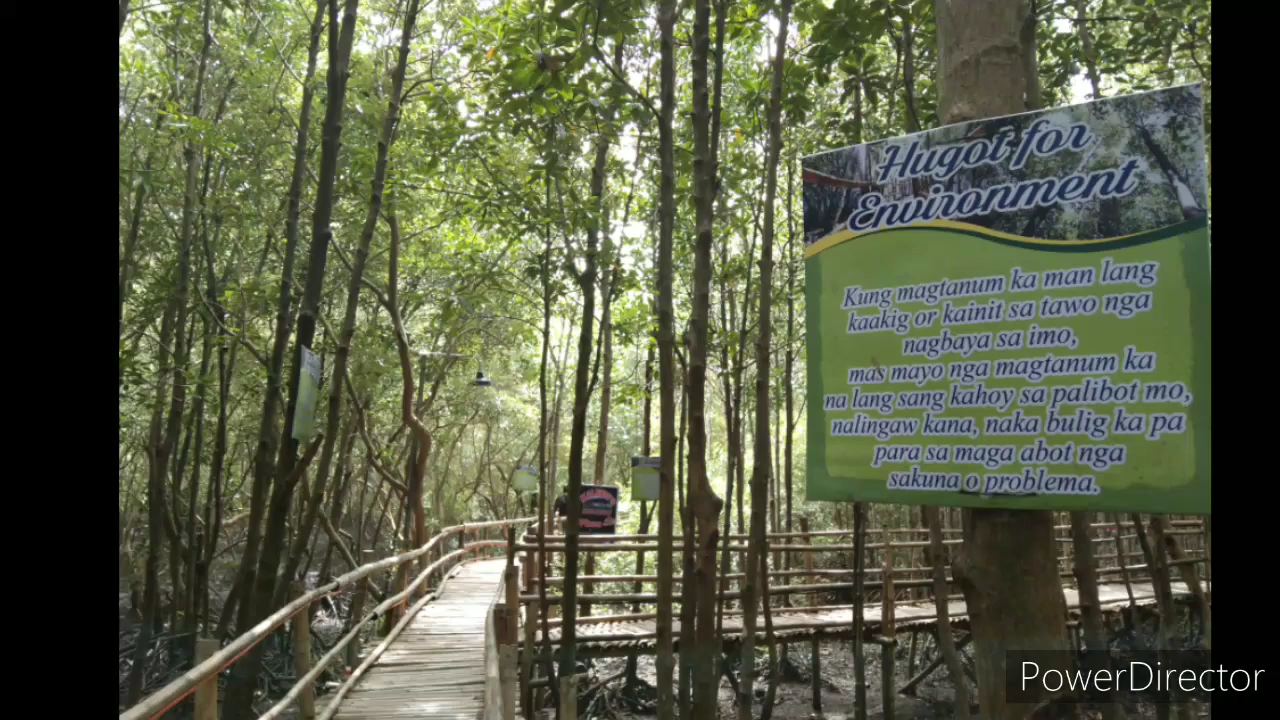 Hugot for
Environment
Kung magtanum ka man lang
kaakig or kainit sa tawo nga
nagbaya sa imo,
mas mayo nga magtanum ka
na lang sang kahoy sa palibot mo,
nalingaw kana, naka bulig ka pa
para sa maga abot nga
sakuna o problema.
PowerDirector